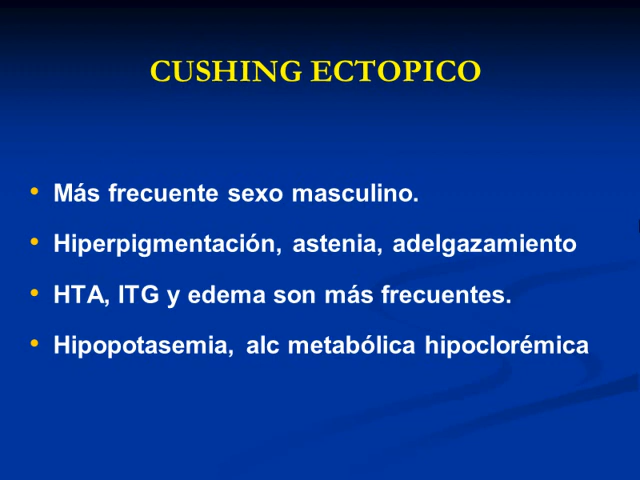 CUSHING ECTOPICO
• Más frecuente sexo masculino.
• Hiperpigmentación, astenia, adelgazamiento
• HTA, ITG y edema son más frecuentes.
• Hipopotasemia, alc metabólica hipoclorémica